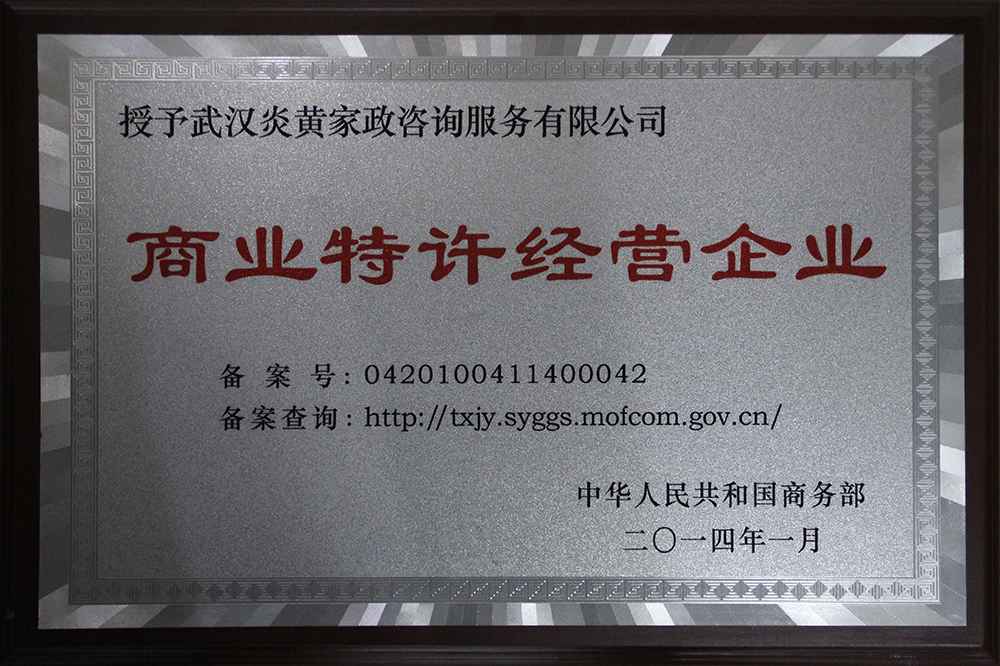 授予武汉炎黄家政咨询服务有限公司
商业特许经营企业
备 案 号：0420100411400042
备案查询：http://txjy.syggs.mofcom.gov.cn/
中华人民共和国商务部
二〇一四年一月